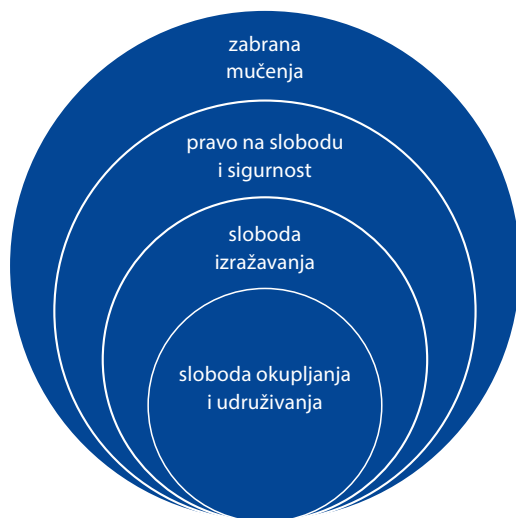 zabrana
mučenja
pravo na slobodu
i sigurnost
sloboda
izražavanja
sloboda okupljanja
i udruživanja